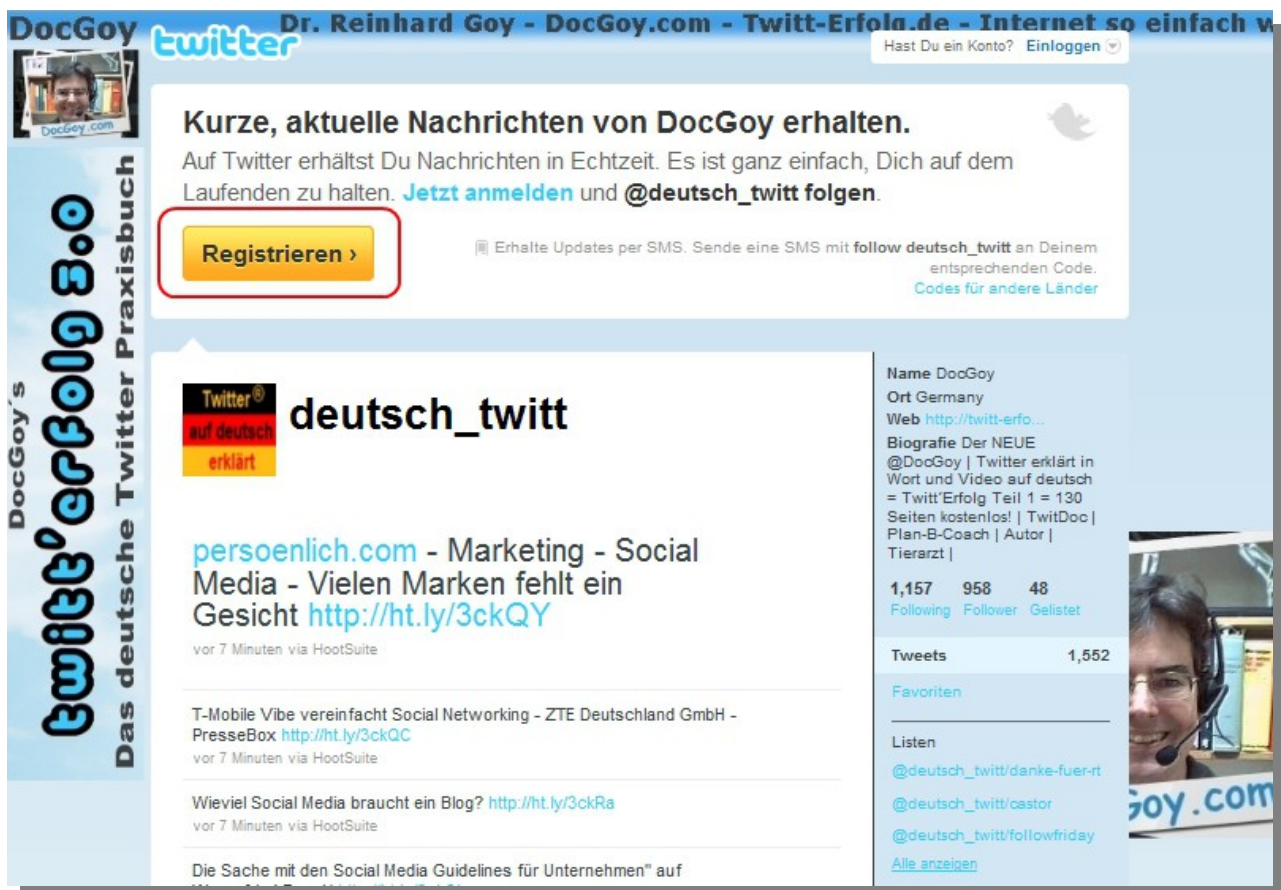 DocGoy
Dr. Reinhard Goy - DocGoy.com - Twitt-Erfolg.de - Internet so einfach w
twitter
Hast Du ein Konto? Einloggen
DocGoy.com
DocGoy´s
twitt'erfolg 3.0
Das deutsche Twitter Praxisbuch
Kurze, aktuelle Nachrichten von DocGoy erhalten.
Auf Twitter erhältst Du Nachrichten in Echtzeit. Es ist ganz einfach, Dich auf dem
Laufenden zu halten. Jetzt anmelden und @deutsch_twitt folgen.
Registrieren ›
Erhalte Updates per SMS. Sende eine SMS mit follow deutsch_twitt an Deinem
entsprechenden Code.
Codes für andere Länder
Twitter®
auf deutsch
erklärt
deutsch_twitt
persoenlich.com - Marketing - Social
Media - Vielen Marken fehlt ein
Gesicht http://ht.ly/3ckQY
vor 7 Minuten via HootSuite
T-Mobile Vibe vereinfacht Social Networking - ZTE Deutschland GmbH -
PresseBox http://ht.ly/3ckQC
vor 7 Minuten via HootSuite
Wieviel Social Media braucht ein Blog? http://ht.ly/3ckRa
vor 7 Minuten via HootSuite
Die Sache mit den Social Media Guidelines für Unternehmen" auf
Name DocGoy
Ort Germany
Web http://twitt-erfo...
Biografie Der NEUE
@DocGoy | Twitter erklärt in
Wort und Video auf deutsch
= Twitt´Erfolg Teil 1 = 130
Seiten kostenlos! | TwitDoc |
Plan-B-Coach | Autor |
Tierarzt |
1,157 958 48
Following Follower Gelistet
Tweets 1,552
Favoriten
Listen
@deutsch_twitt/danke-fuer-rt
@deutsch_twitt/castor
@deutsch_twitt/followfriday
Alle anzeigen
Goy.com